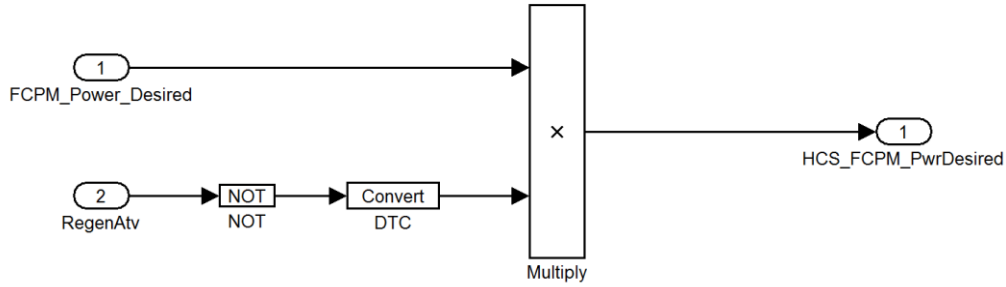 1
FCPM_Power_Desired
×
1
HCS_FCPM_PwrDesired
2
RegenAtv
NOT
NOT
Convert
DTC
Multiply